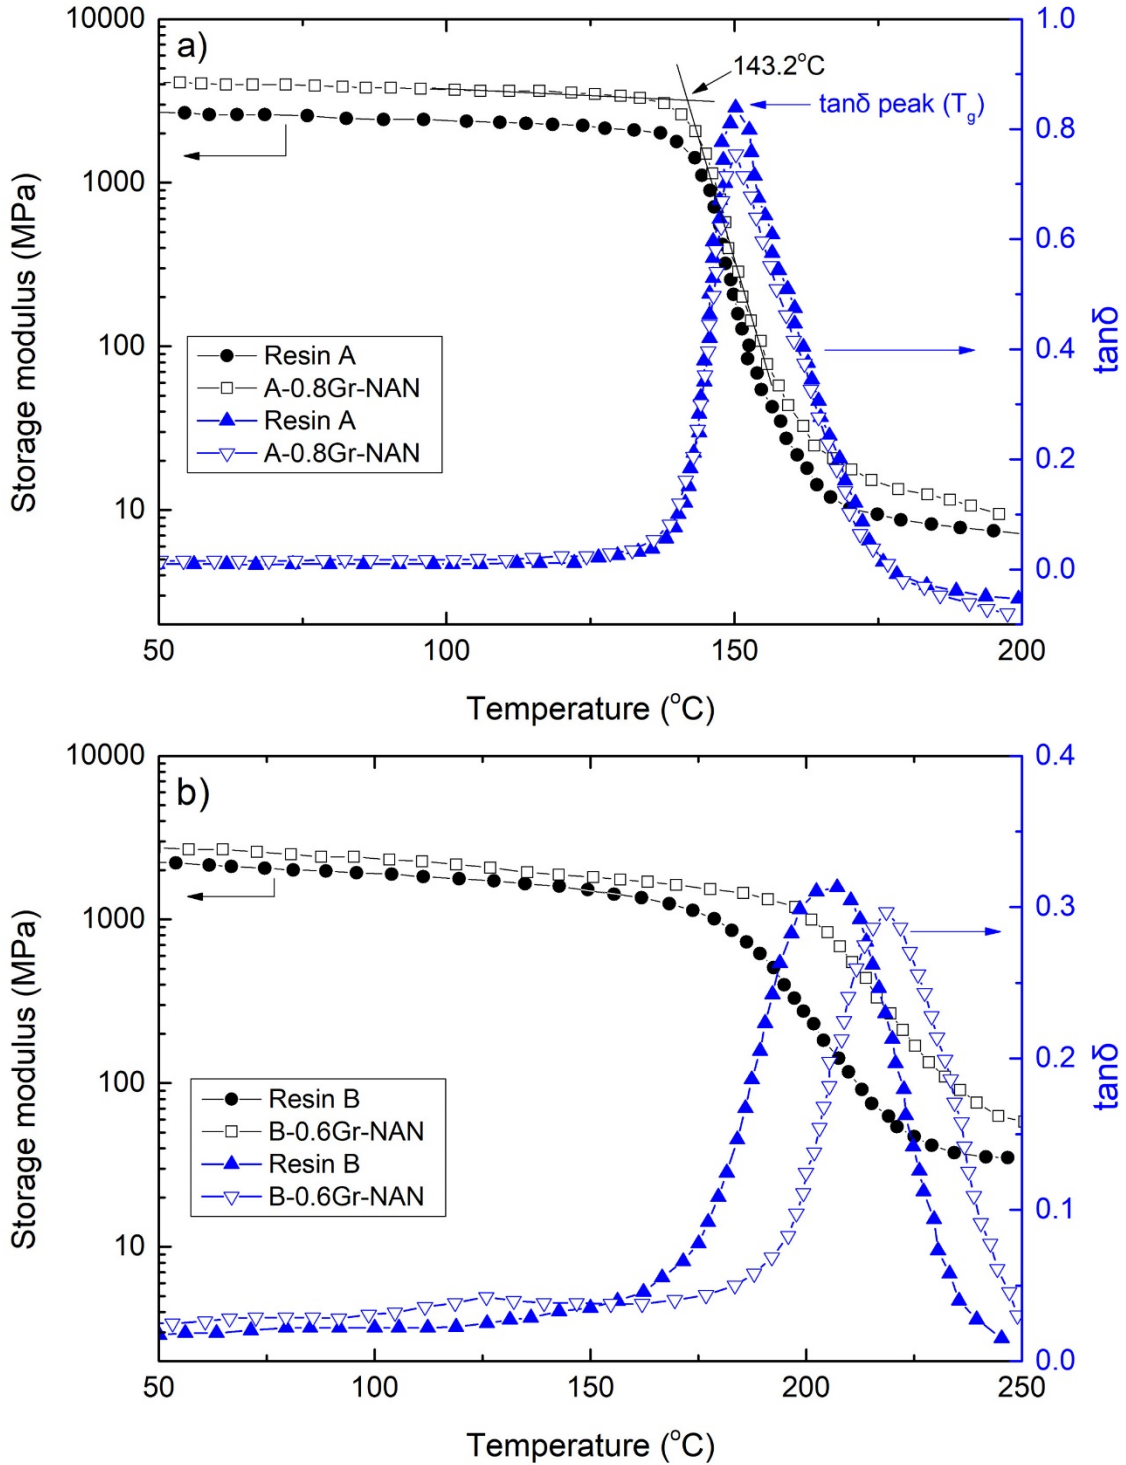 10000
1000
100
10
Storage modulus (MPa)
a)
143.2°C
tanδ peak (Tg)
Resin A
A-0.8Gr-NAN
Resin A
A-0.8Gr-NAN
1.0
0.8
0.6
0.4
0.2
0.0
tanδ
50 100 150 200
Temperature (°C)
10000
1000
100
10
Storage modulus (MPa)
b)
Resin B
B-0.6Gr-NAN
Resin B
B-0.6Gr-NAN
0.4
0.3
0.2
0.1
0.0
tanδ
50 100 150 200 250
Temperature (°C)